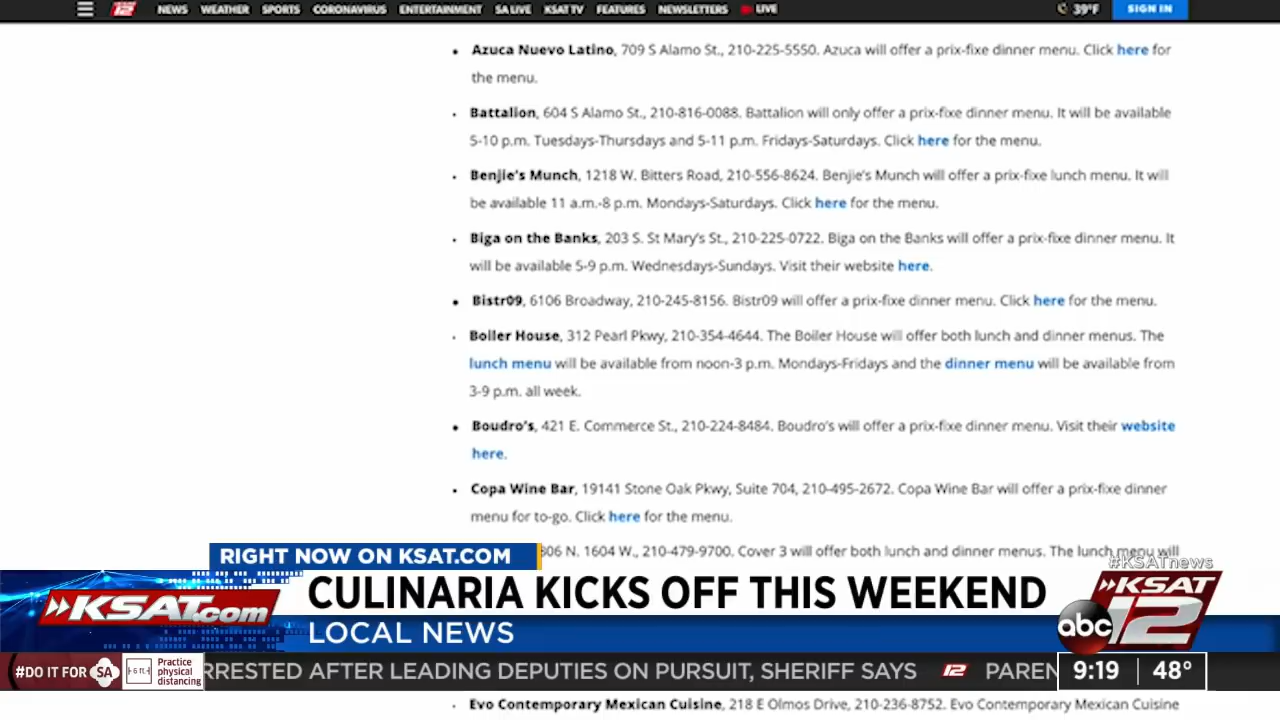 12 NEWS WEATHER SPORTS CORONAVIRUS ENTERTAINMENT SA LIVE KSAT TV FEATURES NEWSLETTERS LIVE 39°F SIGN IN
• Azuca Nuevo Latino, 709 S Alamo St., 210-225-5550. Azuca will offer a prix-fixe dinner menu. Click here for
the menu.
• Battalion, 604 S Alamo St., 210-816-0088. Battalion will only offer a prix-fixe dinner menu. It will be available
5-10 p.m. Tuesdays-Thursdays and 5-11 p.m. Fridays-Saturdays. Click here for the menu.
• Benjie's Munch, 1218 W. Bitters Road, 210-556-8624. Benjie's Munch will offer a prix-fixe lunch menu. It will
be available 11 a.m.-8 p.m. Mondays-Saturdays. Click here for the menu.
• Biga on the Banks, 203 S. St Mary's St., 210-225-0722. Biga on the Banks will offer a prix-fixe dinner menu. It
will be available 5-9 p.m. Wednesdays-Sundays. Visit their website here.
• Bistr09, 6106 Broadway, 210-245-8156. Bistr09 will offer a prix-fixe dinner menu. Click here for the menu.
• Boiler House, 312 Pearl Pkwy, 210-354-4644. The Boiler House will offer both lunch and dinner menus. The
lunch menu will be available from noon-3 p.m. Mondays-Fridays and the dinner menu will be available from
3-9 p.m. all week.
• Boudro's, 421 E. Commerce St., 210-224-8484. Boudro's will offer a prix-fixe dinner menu. Visit their website
here.
• Copa Wine Bar, 19141 Stone Oak Pkwy, Suite 704, 210-495-2672. Copa Wine Bar will offer a prix-fixe dinner
menu for to-go. Click here for the menu.
806 N. 1604 W., 210-479-9700. Cover 3 will offer both lunch and dinner menus. The lunch menu will
RIGHT NOW ON KSAT.COM
#KSATnews
CULINARIA KICKS OFF THIS WEEKEND
KSAT.com
LOCAL NEWS
KSAT
abc 12
#DO IT FOR SA
6 ft
Practice
physical
distancing
RRESTED AFTER LEADING DEPUTIES ON PURSUIT, SHERIFF SAYS 12 PAREN
9:19 48°
• Evo Contemporary Mexican Cuisine, 218 E Olmos Drive, 210-236-8752. Evo Contemporary Mexican Cuisine